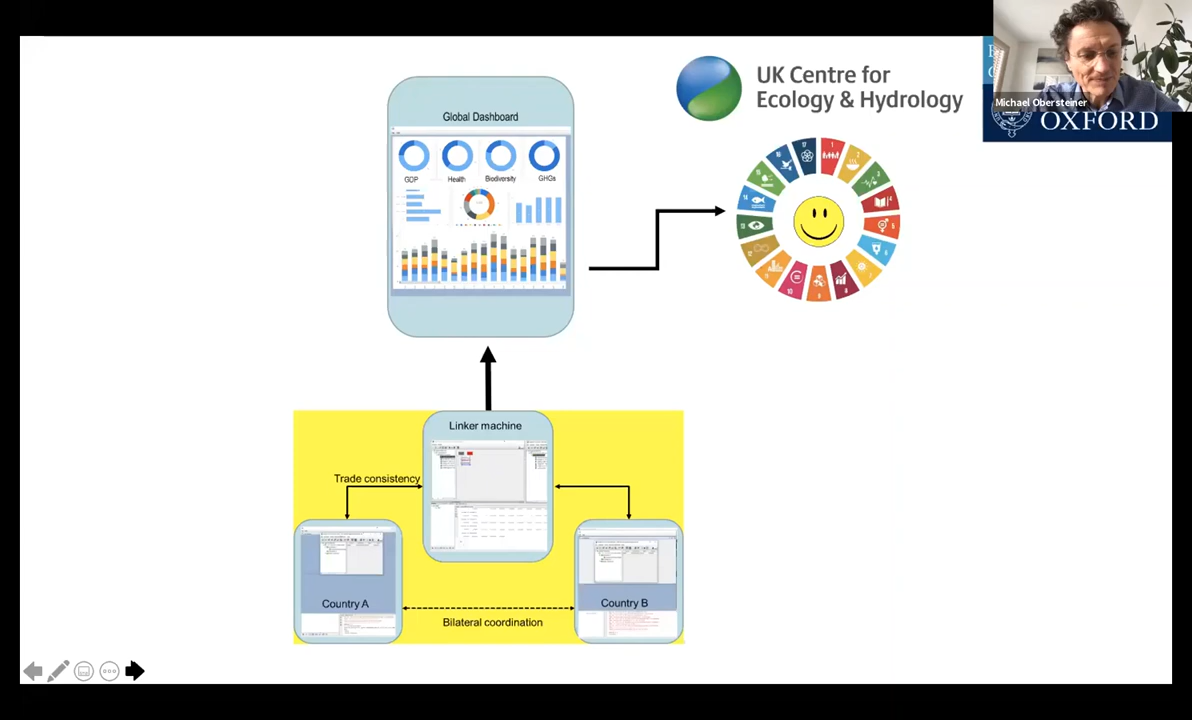 UK Centre for
Ecology & Hydrology
Michael Obersteiner
OXFORD
Global Dashboard
GDP
Health
Biodiversity
GHGs
Linker machine
Trade consistency
Country A
Country B
Bilateral coordination